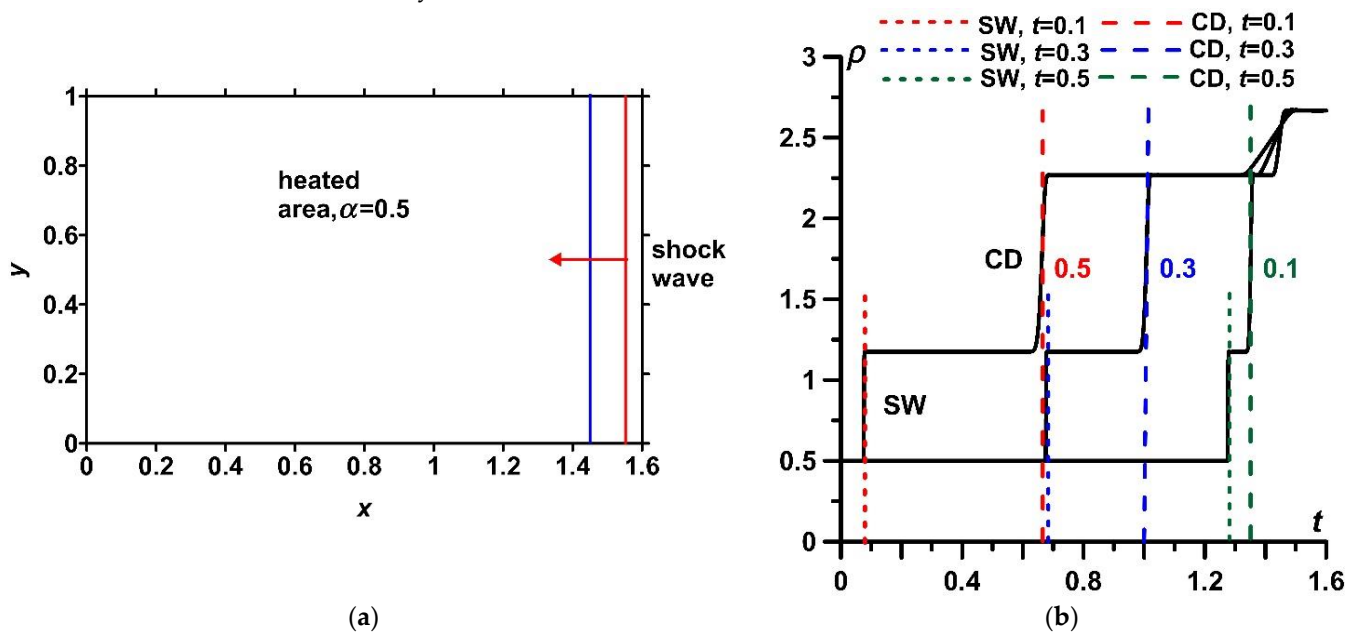 y
1
0.8
0.6
0.4
0.2
0
0 0.2 0.4 0.6 0.8 1 1.2 1.4 1.6
x
heated
area, α=0.5
shock
wave
(a)
SW, t=0.1 CD, t=0.1
SW, t=0.3 CD, t=0.3
SW, t=0.5 CD, t=0.5
ρ
3
2.5
2
1.5
1
0.5
0
CD
0.5 0.3 0.1
SW
t
0 0.4 0.8 1.2 1.6
(b)